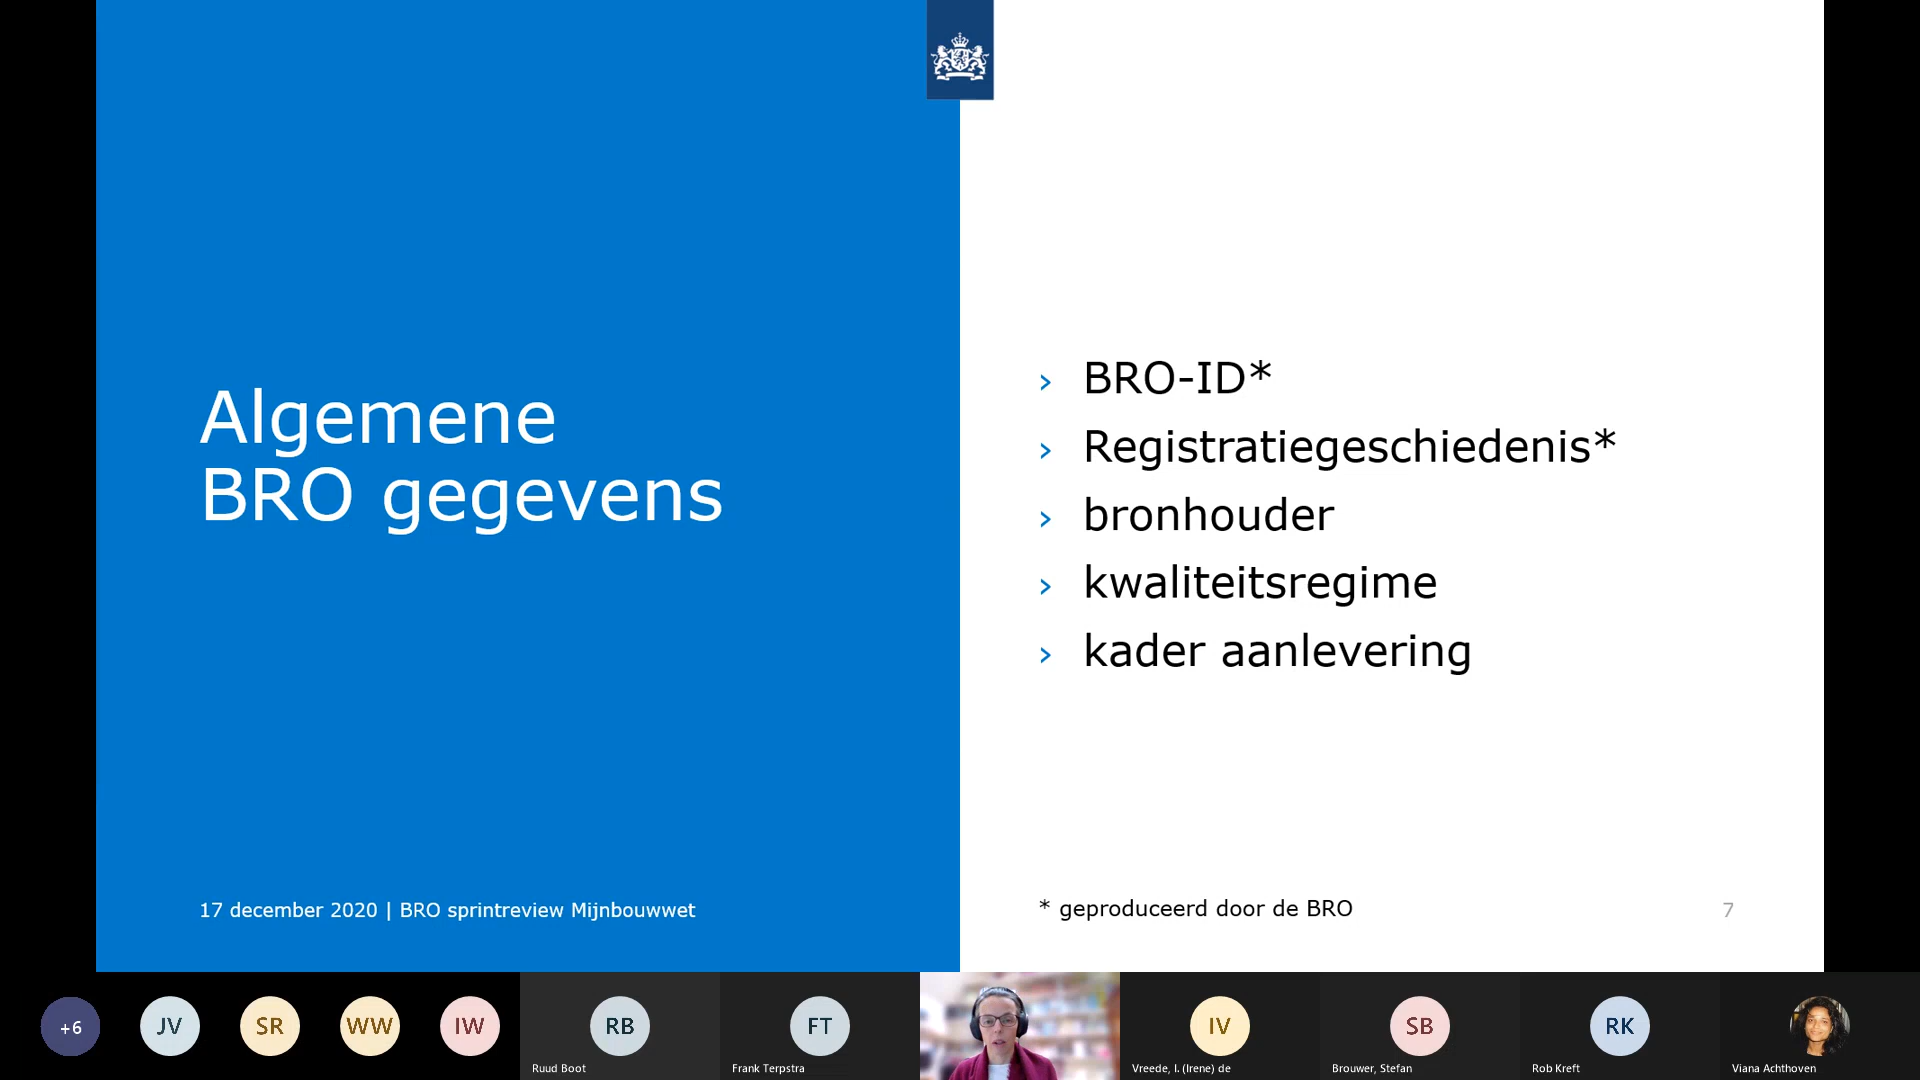 Algemene
BRO gegevens
17 december 2020 | BRO sprintreview Mijnbouwwet
› BRO-ID*
› Registratiegeschiedenis*
› bronhouder
› kwaliteitsregime
› kader aanlevering
* geproduceerd door de BRO
7
+6
JV
SR
WW
IW
RB
Ruud Boot
FT
Frank Terpstra
IV
Vreede, I. (Irene) de
SB
Brouwer, Stefan
RK
Rob Kreft
Viana Achthoven